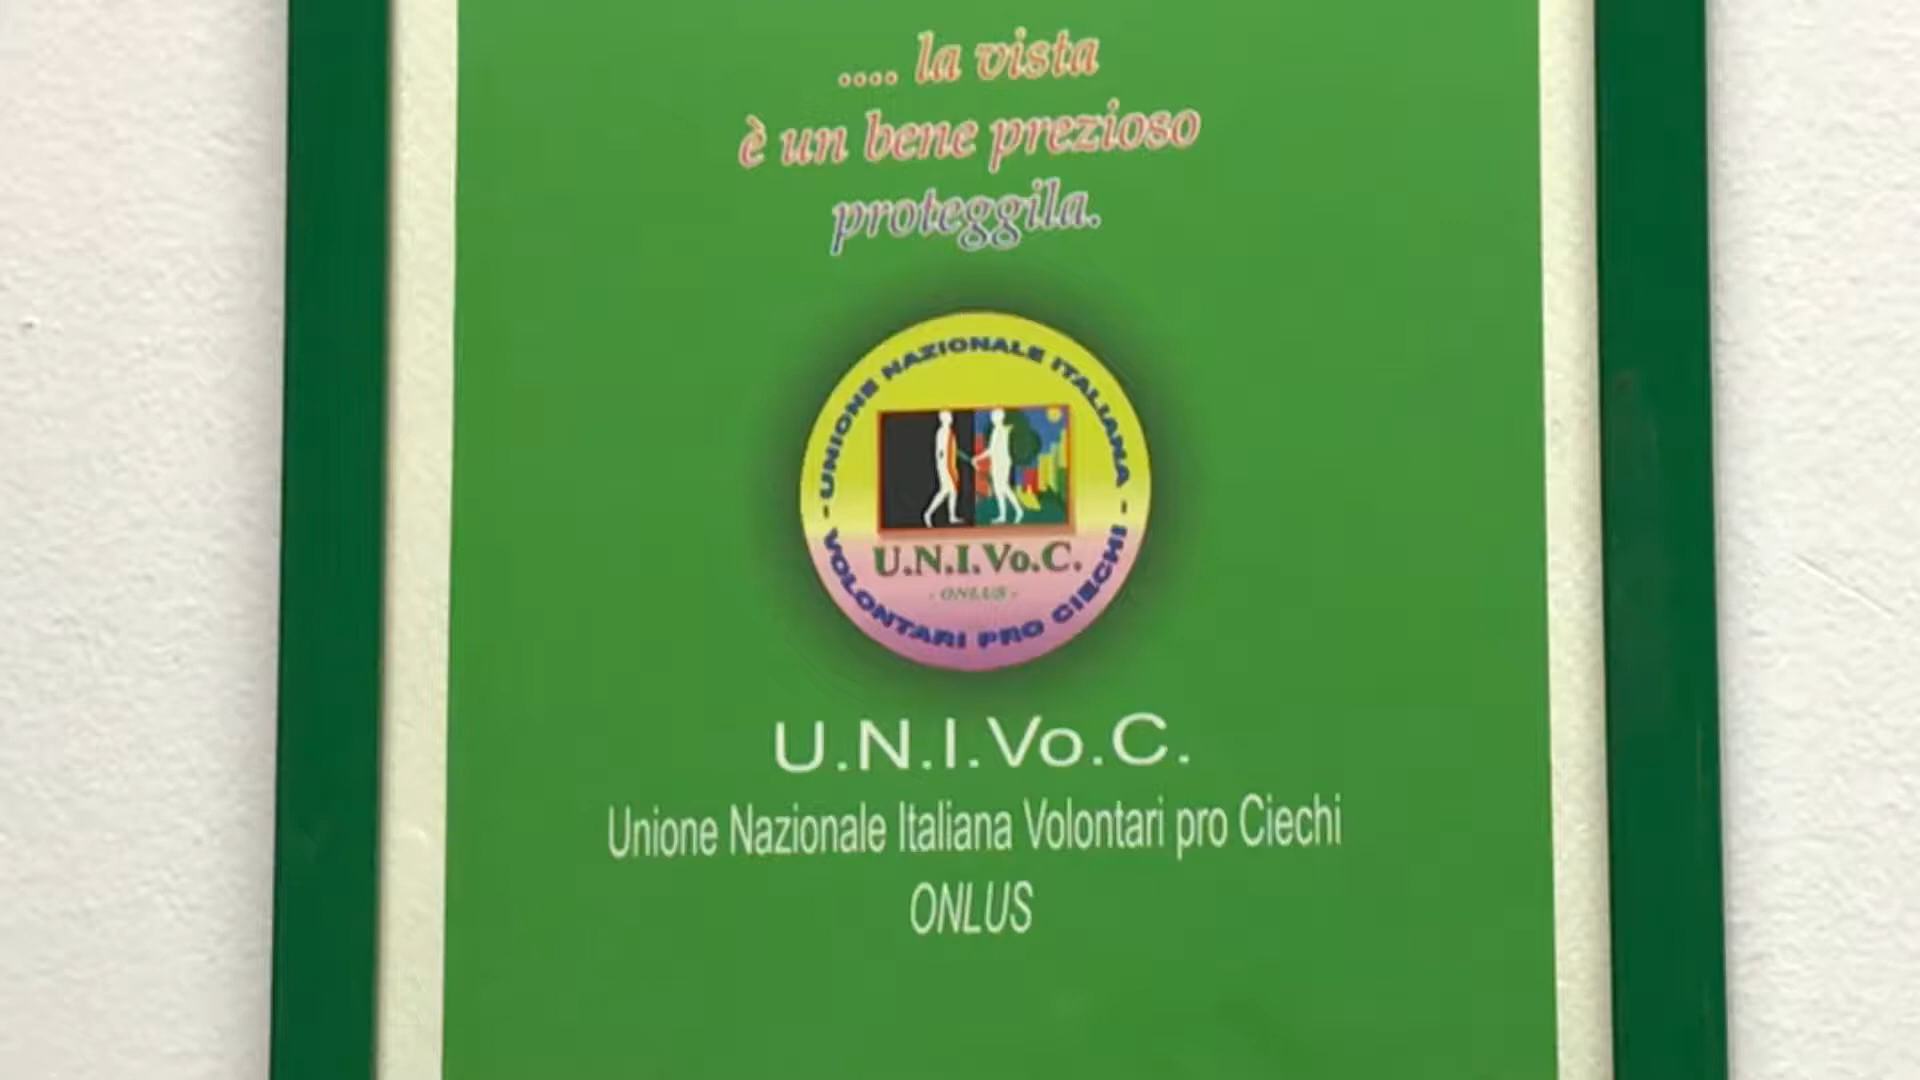 .... la vista
è un bene prezioso
proteggila.
- UNIONE NAZIONALE ITALIANA -
U.N.I.Vo.C.
- ONLUS -
VOLONTARI PRO CIECHI
U.N.I.Vo.C.
Unione Nazionale Italiana Volontari pro Ciechi
ONLUS